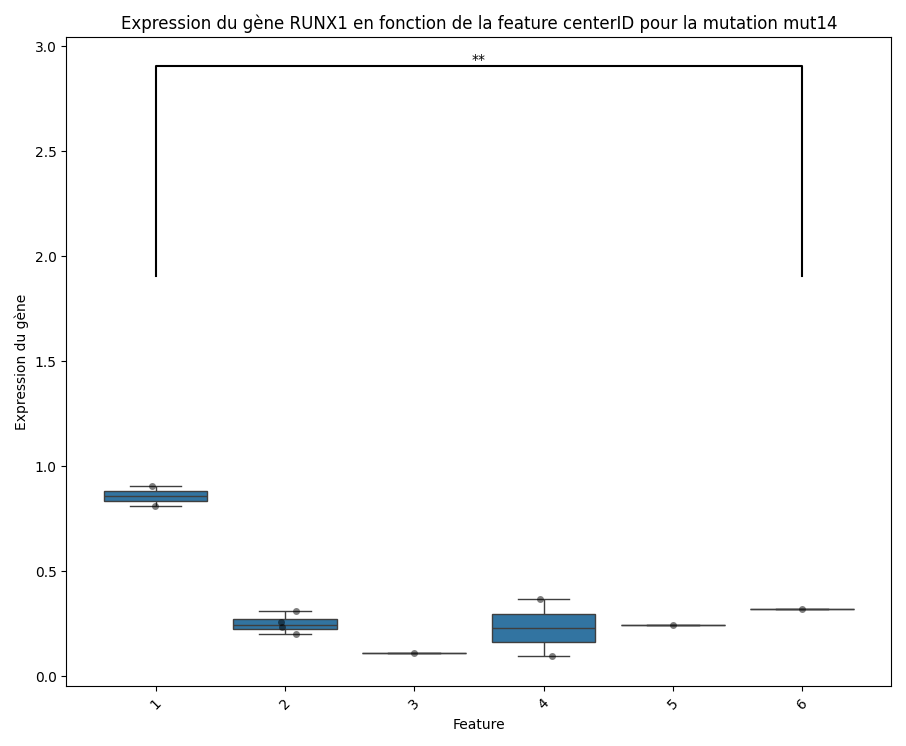 Expression du gène RUNX1 en fonction de la feature centerID pour la mutation mut14
**
3.0
2.5
2.0
1.5
1.0
0.5
0.0
Expression du gène
1 2 3 4 5 6
Feature